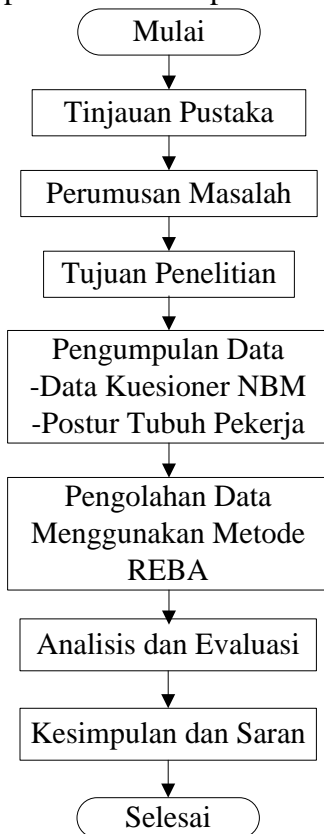 Mulai
Tinjauan Pustaka
Perumusan Masalah
Tujuan Penelitian
Pengumpulan Data
-Data Kuesioner NBM
-Postur Tubuh Pekerja
Pengolahan Data
Menggunakan Metode
REBA
Analisis dan Evaluasi
Kesimpulan dan Saran
Selesai